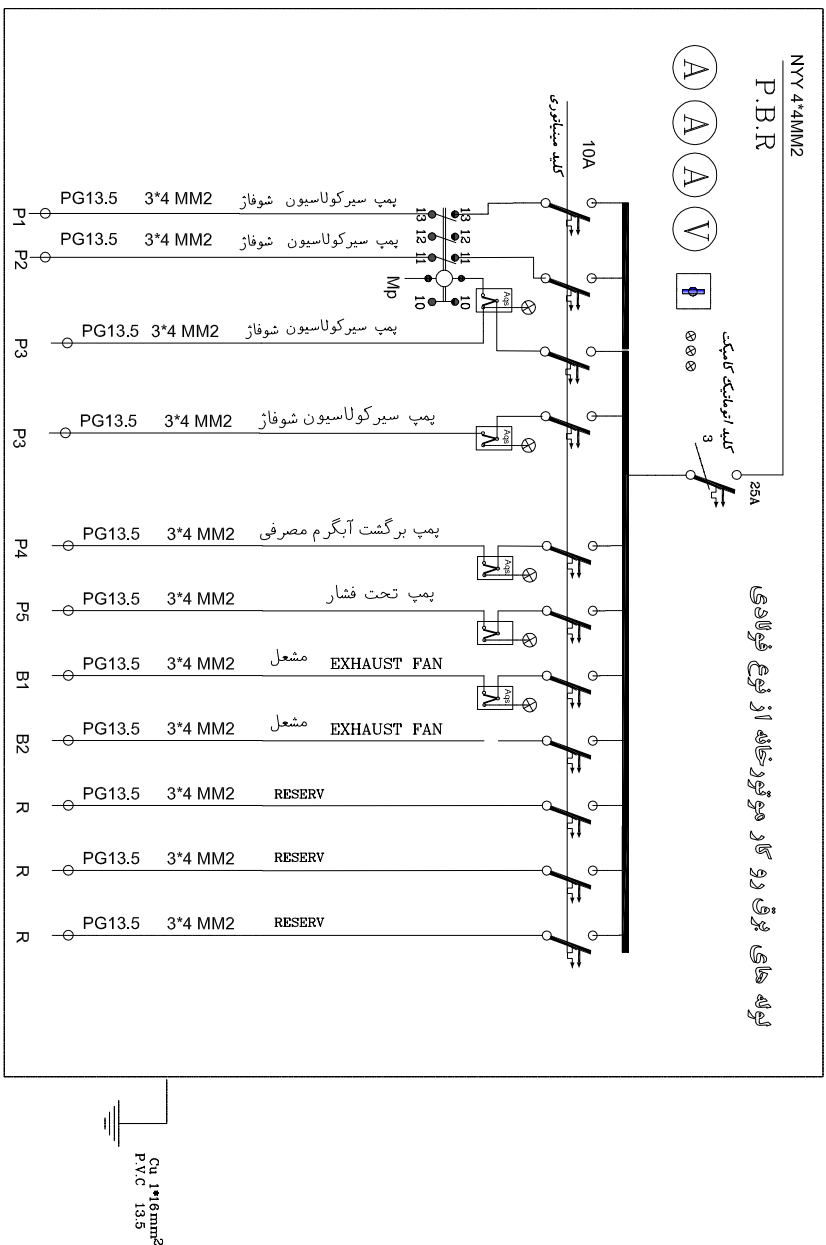 NYY 4*4MM2
P.B.R
A
A
A
V
کلید اتوماتیک کامپکت
3
25A
10A
کلید مینیاتوری
لوله های برق رو کار موتورخانه از نوع فولادی
P1 PG13.5 3*4 MM2 پمپ سیرکولاسیون شوفاژ
13 13
P2 PG13.5 3*4 MM2 پمپ سیرکولاسیون شوفاژ
12 12
11 11
Mp
10 10
Aqs
P3 PG13.5 3*4 MM2 پمپ سیرکولاسیون شوفاژ
P3 PG13.5 3*4 MM2 پمپ سیرکولاسیون شوفاژ
Aqs
P4 PG13.5 3*4 MM2 پمپ برگشت آبگرم مصرفی
Aqs
P5 PG13.5 3*4 MM2 پمپ تحت فشار
Aqs
B1 PG13.5 3*4 MM2 مشعل EXHAUST FAN
Aqs
B2 PG13.5 3*4 MM2 مشعل EXHAUST FAN
R PG13.5 3*4 MM2 RESERV
R PG13.5 3*4 MM2 RESERV
R PG13.5 3*4 MM2 RESERV
Cu 1*16mm2
P.V.C 13.5